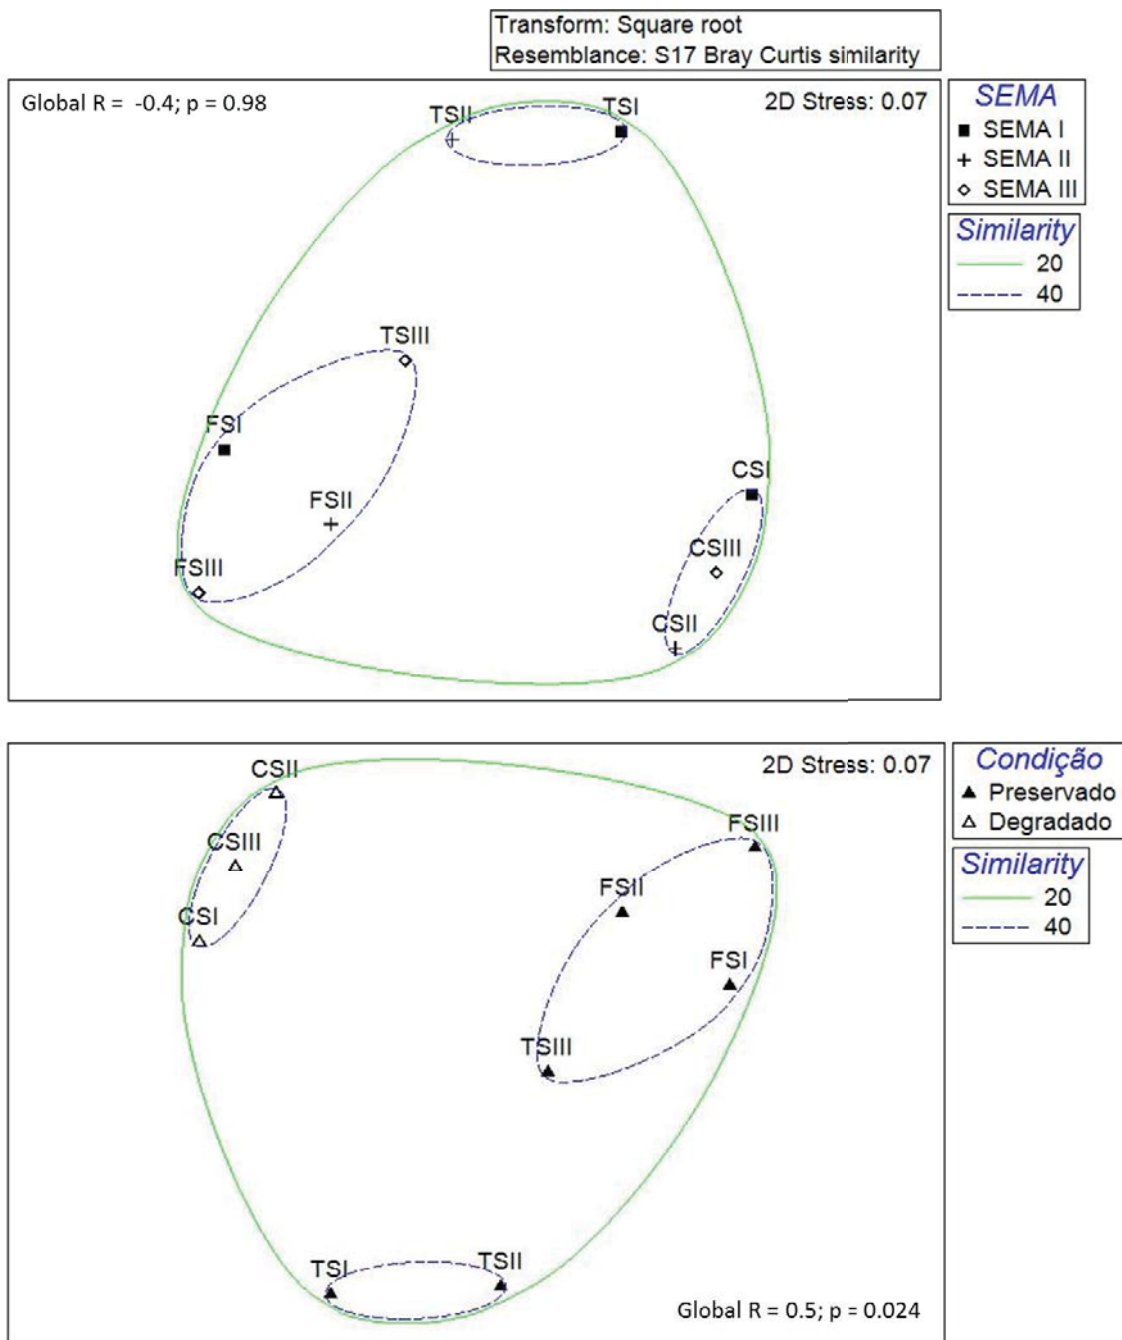 Transform: Square root
Resemblance: S17 Bray Curtis similarity
Global R = -0.4; p = 0.98
2D Stress: 0.07
TSII
TSI
TSIII
FSI
FSII
FSIII
CSI
CSIII
CSII
SEMA
SEMA I
SEMA II
SEMA III
Similarity
20
40
2D Stress: 0.07
CSII
CSIII
CSI
FSIII
FSII
FSI
TSIII
TSI
TSII
Global R = 0.5; p = 0.024
Condição
Preservado
Degradado
Similarity
20
40